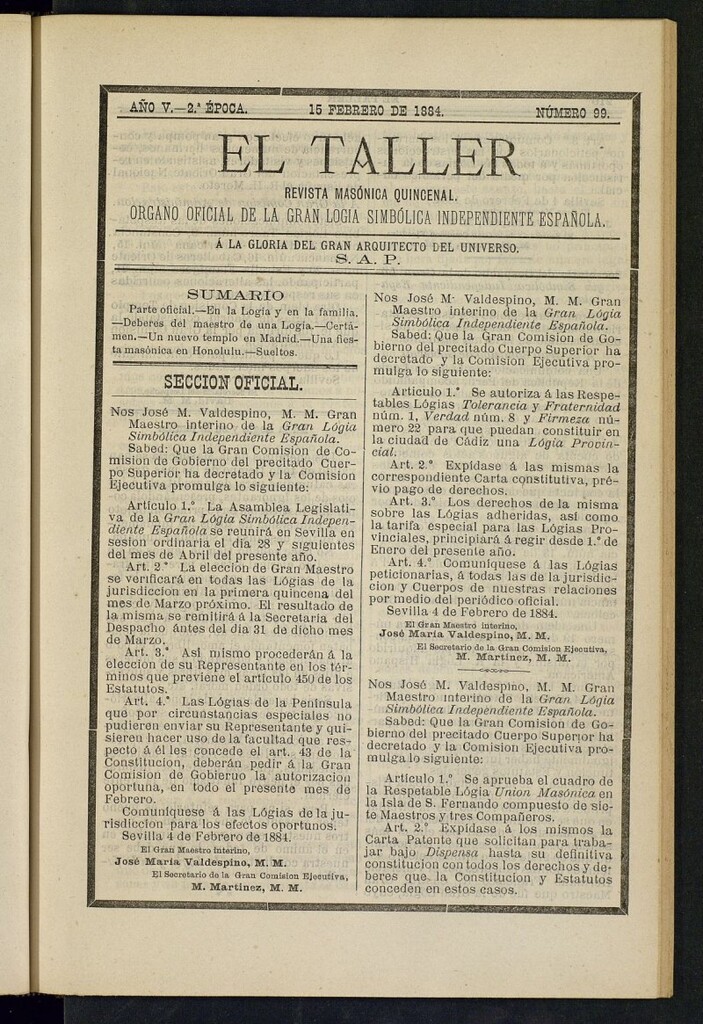 AÑO V.—2.ª ÉPOCA. 15 FEBRERO DE 1884. NÚMERO 99.
EL TALLER
REVISTA MASÓNICA QUINCENAL.
ORGANO OFICIAL DE LA GRAN LOGIA SIMBÓLICA INDEPENDIENTE ESPAÑOLA.
Á LA GLORIA DEL GRAN ARQUITECTO DEL UNIVERSO.
S. A. P.
SUMARIO
Parte oficial.—En la Logía y en la familia.
—Deberes del maestro de una Logia.—Certá-
men.—Un nuevo templo en Madrid.—Una fies-
ta masónica en Honolulu.—Sueltos.
SECCION OFICIAL.
Nos José M. Valdespino, M. M. Gran
Maestro interino de la Gran Lógia
Simbólica Independiente Española.
Sabed: Que la Gran Comision de Co-
mision de Gobierno del precitado Cuer-
po Superior ha decretado y la Comision
Ejecutiva promulga lo siguiente:
Artículo 1.º La Asamblea Legislati-
va de la Gran Lógia Simbólica Indepen-
diente Española se reunirá en Sevilla en
sesion ordinaria el dia 28 y siguientes
del mes de Abril del presente año.
Art. 2.º La eleccion de Gran Maestro
se verificará en todas las Lógias de la
jurisdiccion en la primera quincena del
mes de Marzo próximo. El resultado de
la misma se remitirá á la Secretaría del
Despacho ántes del dia 31 de dicho mes
de Marzo.
Art. 3.º Asi mismo procederán á la
eleccion de su Representante en los tér-
minos que previene el artículo 450 de los
Estatutos.
Art. 4.º Las Lógias de la Península
que por circunstancias especiales no
pudieren enviar su Representante y qui-
sieren hacer uso de la facultad que res-
pecto á él les concede el art. 43 de la
Constitucion, deberán pedir á la Gran
Comision de Gobieruo la autorizacion
oportuna, en todo el presente mes de
Febrero.
Comuníquese á las Lógias de la ju-
risdiccion para los efectos oportunos.
Sevilla 4 de Febrero de 1884.
El Gran Maestro interino,
José María Valdespino, M. M.
El Secretario de la Gran Comision Ejecutiva,
M. Martinez, M. M.
Nos José M. Valdespino, M. M. Gran
Maestro interino de la Gran Lógia
Simbólica Independiente Española.
Sabed: Que la Gran Comision de Go-
bierno del precitado Cuerpo Superior ha
decretado y la Comision Ejecutiva pro-
mulga lo siguiente:
Artículo 1.º Se autoriza á las Respe-
tables Lógias Tolerancia y Fraternidad
núm. 1, Verdad núm. 8 y Firmeza nú-
mero 22 para que puedan constituir en
la ciudad de Cádiz una Lógia Provin-
cial.
Art. 2.º Expídase á las mismas la
correspondiente Carta constitutiva, pré-
vio pago de derechos.
Art. 3.º Los derechos de la misma
sobre las Lógias adheridas, así como
la tarifa especial para las Lógias Pro-
vinciales, principiará á regir desde 1.º de
Enero del presente año.
Art. 4.º Comuníquese á las Lógias
peticionarias, á todas las de la jurisdic-
cion y Cuerpos de nuestras relaciones
por medio del periódico oficial.
Sevilla 4 de Febrero de 1884.
El Gran Maestro interino,
José María Valdespino, M. M.
El Secretario de la Gran Comision Ejecutiva,
M. Martinez, M. M.
Nos José M. Valdespino, M. M. Gran
Maestro interino de la Gran Lógia
Simbólica Independiente Española.
Sabed: Que la Gran Comision de Go-
bierno del precitado Cuerpo Superior ha
decretado y la Comision Ejecutiva pro-
mulga lo siguiente:
Artículo 1.º Se aprueba el cuadro de
la Respetable Lógia Union Masónica en
la Isla de S. Fernando compuesto de sie-
te Maestros y tres Compañeros.
Art. 2.º Expídase á los mismos la
Carta Patente que solicitan para traba-
jar bajo Dispensa hasta su definitiva
constitucion con todos los derechos y de-
beres que la Constitucion y Estatutos
conceden en estos casos.